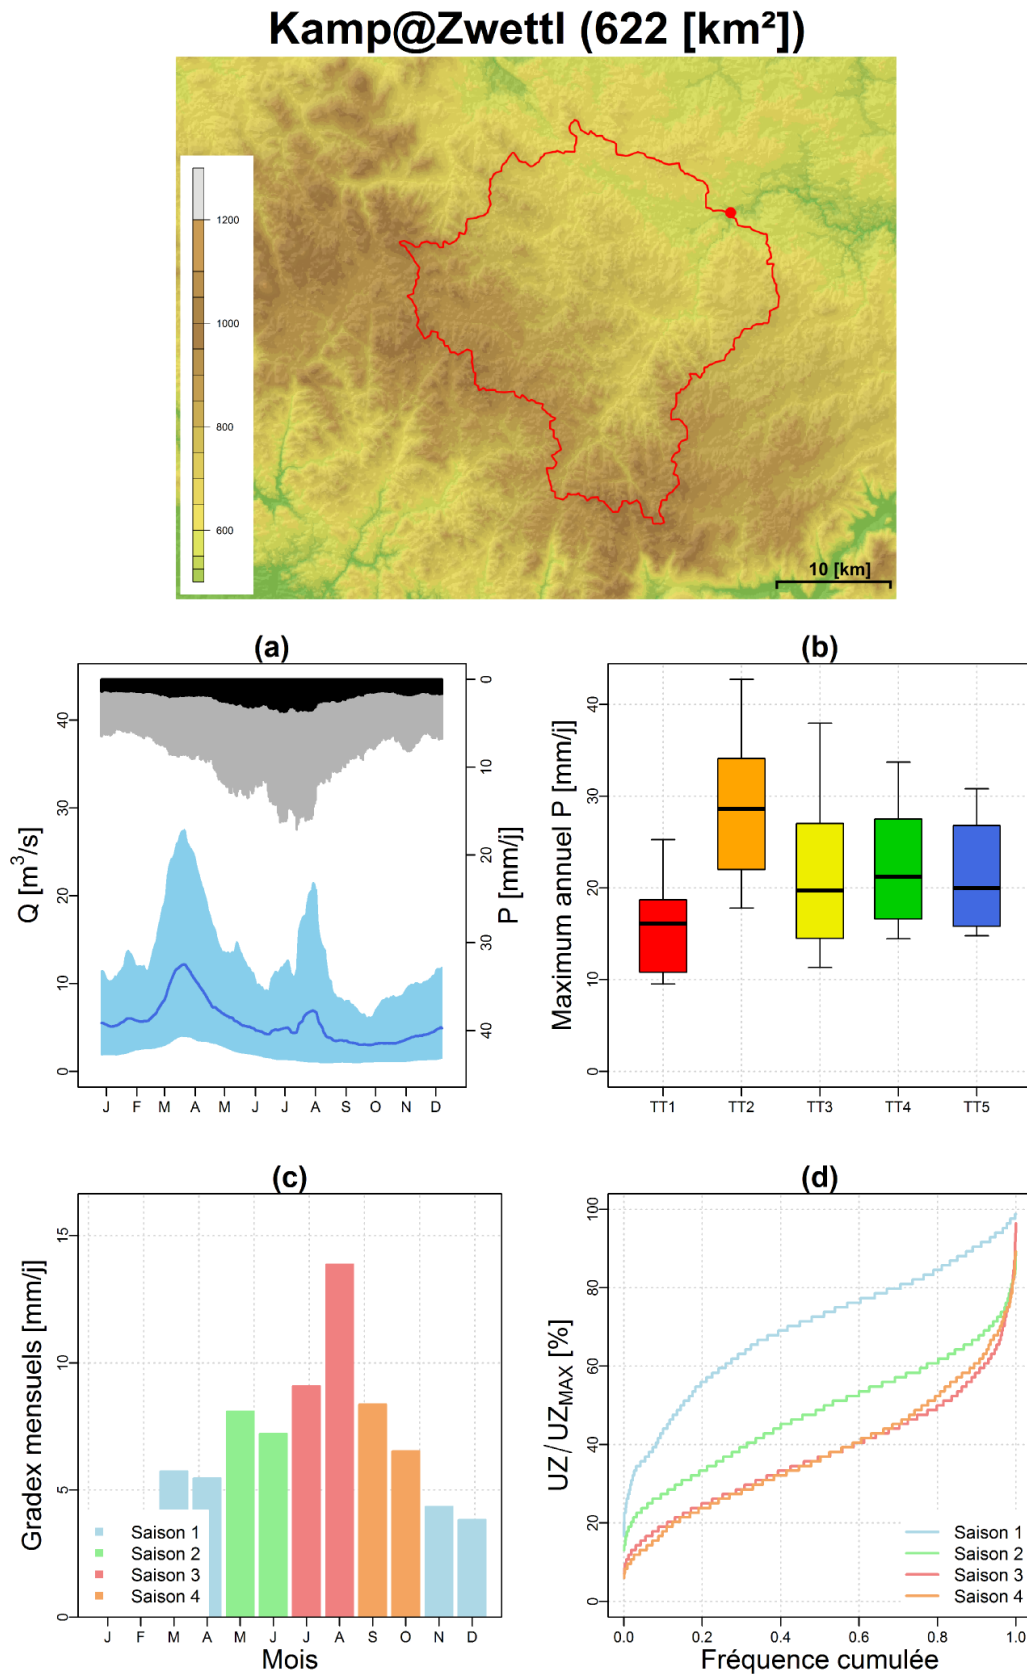 Kamp@Zwettl (622 [km²])
1200
1000
800
600
10 [km]
(a)
Q [m³/s]
0 10 20 30 40
P [mm/j]
0 10 20 30 40
J F M A M J J A S O N D
(b)
Maximum annuel P [mm/j]
0 10 20 30 40
TT1 TT2 TT3 TT4 TT5
(c)
Gradex mensuels [mm/j]
0 5 10 15
Saison 1
Saison 2
Saison 3
Saison 4
J F M A M J J A S O N D
Mois
(d)
UZ/UZMAX [%]
0 20 40 60 80 100
Saison 1
Saison 2
Saison 3
Saison 4
0.0 0.2 0.4 0.6 0.8 1.0
Fréquence cumulée